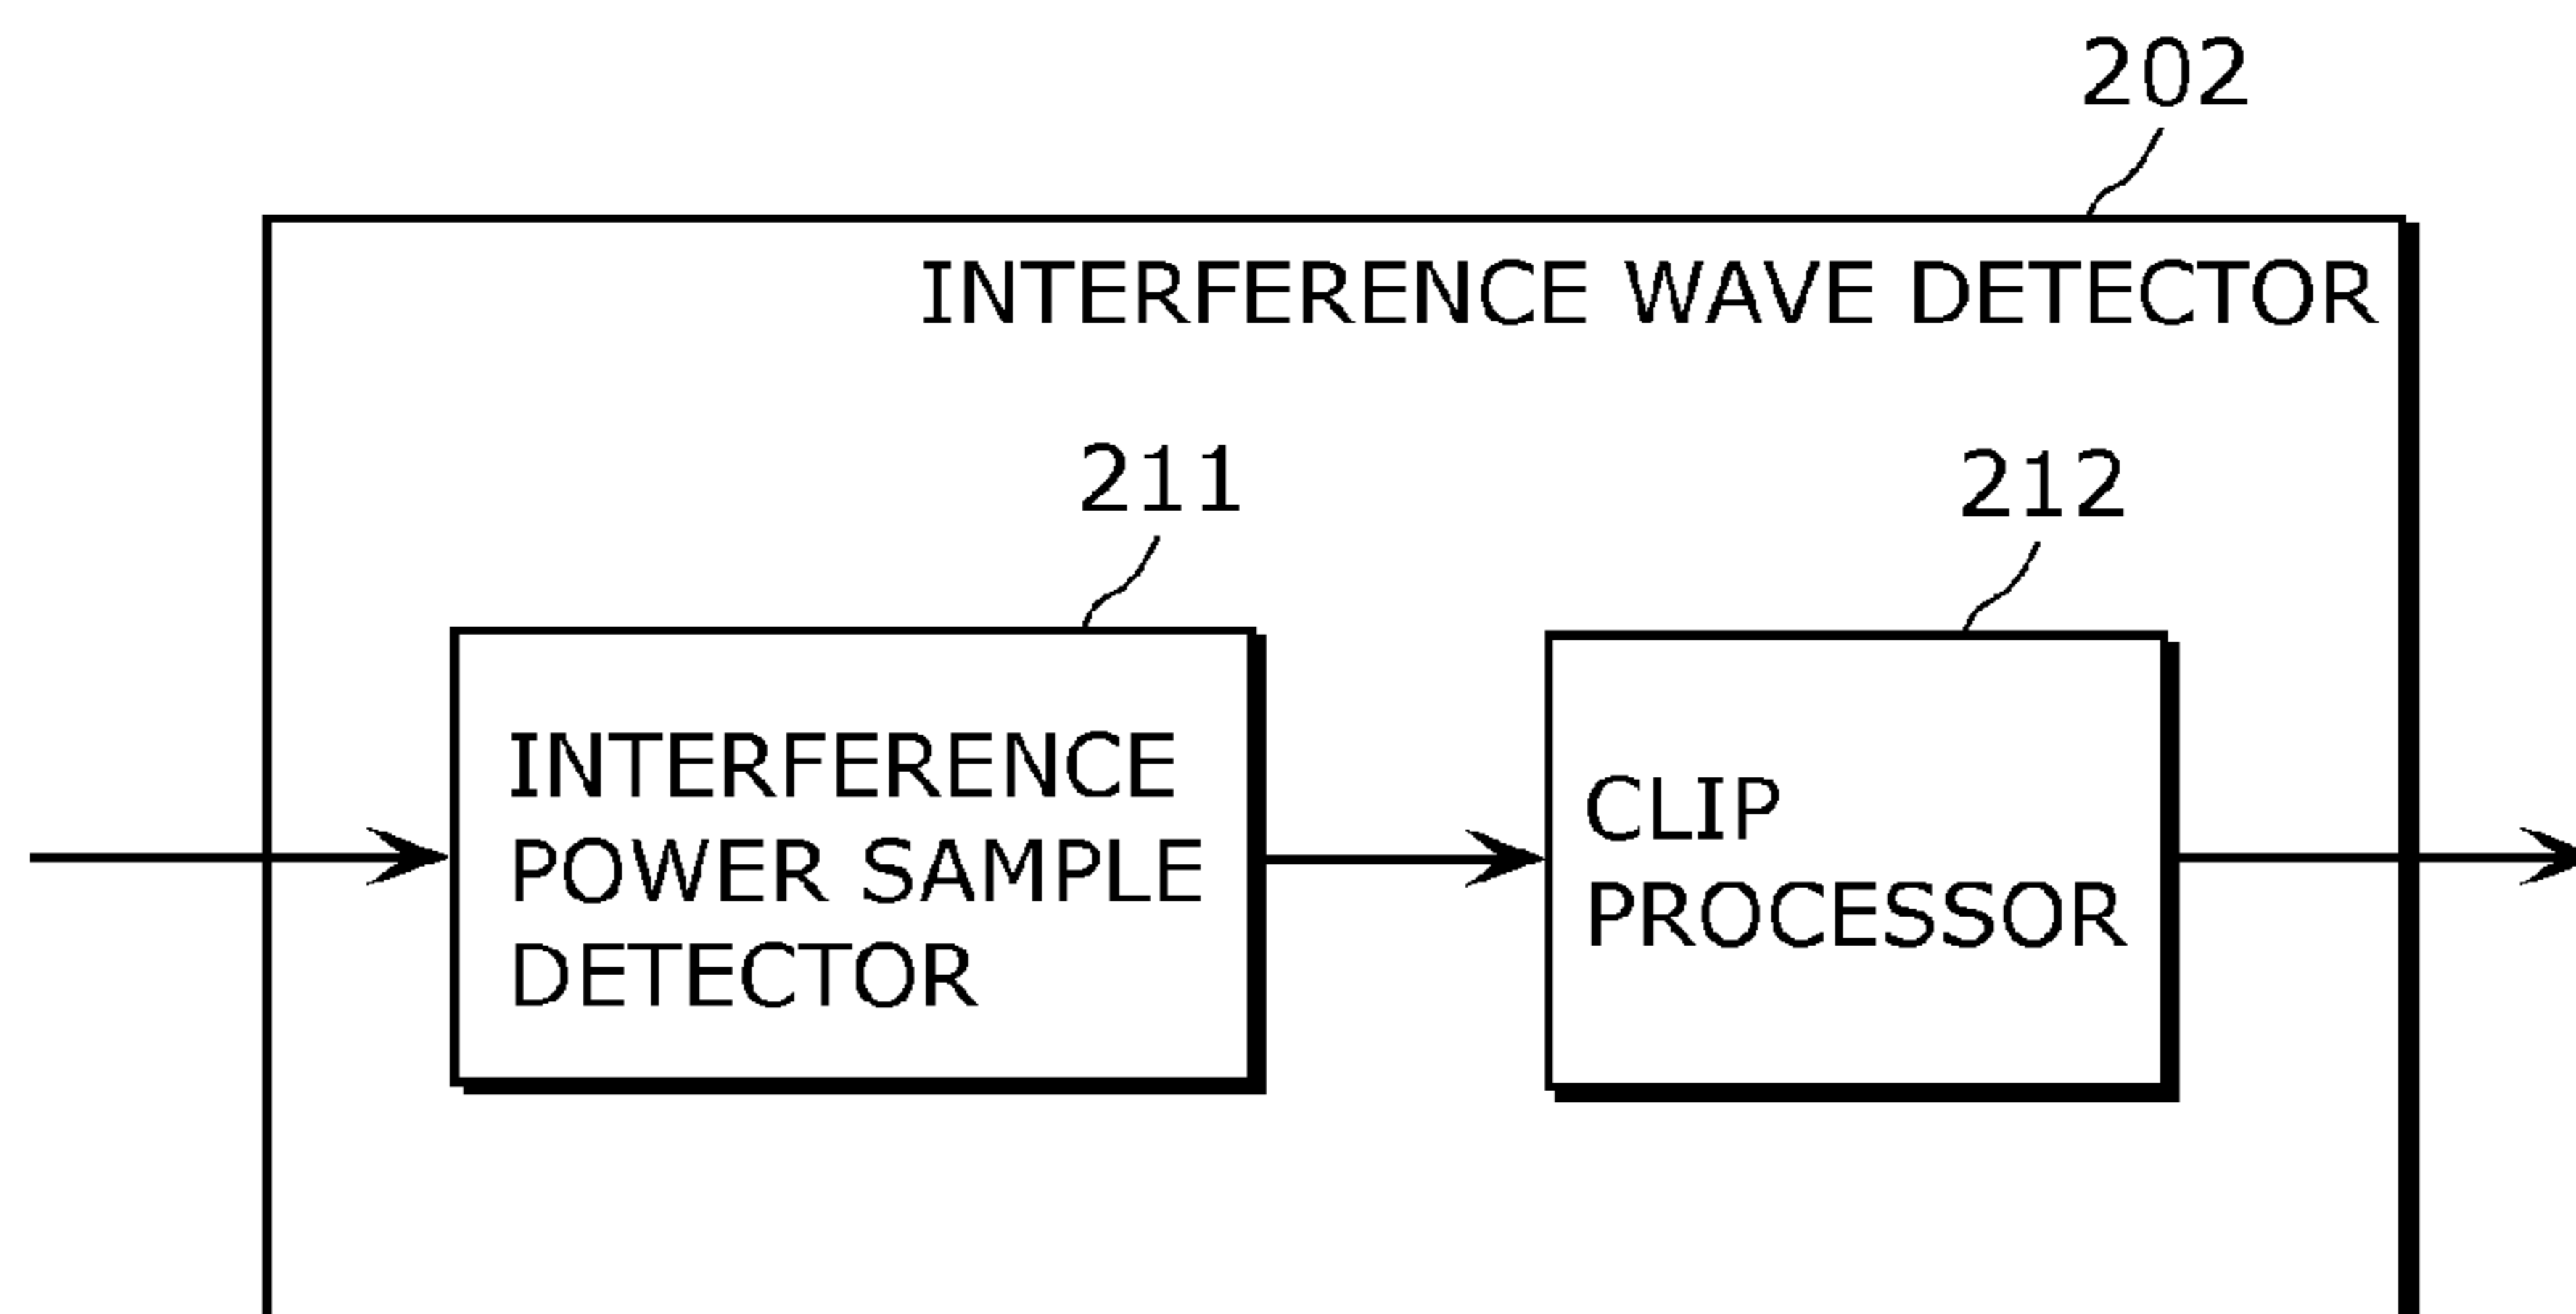 202
INTERFERENCE WAVE DETECTOR
211
212
INTERFERENCE
POWER SAMPLE
DETECTOR
CLIP
PROCESSOR